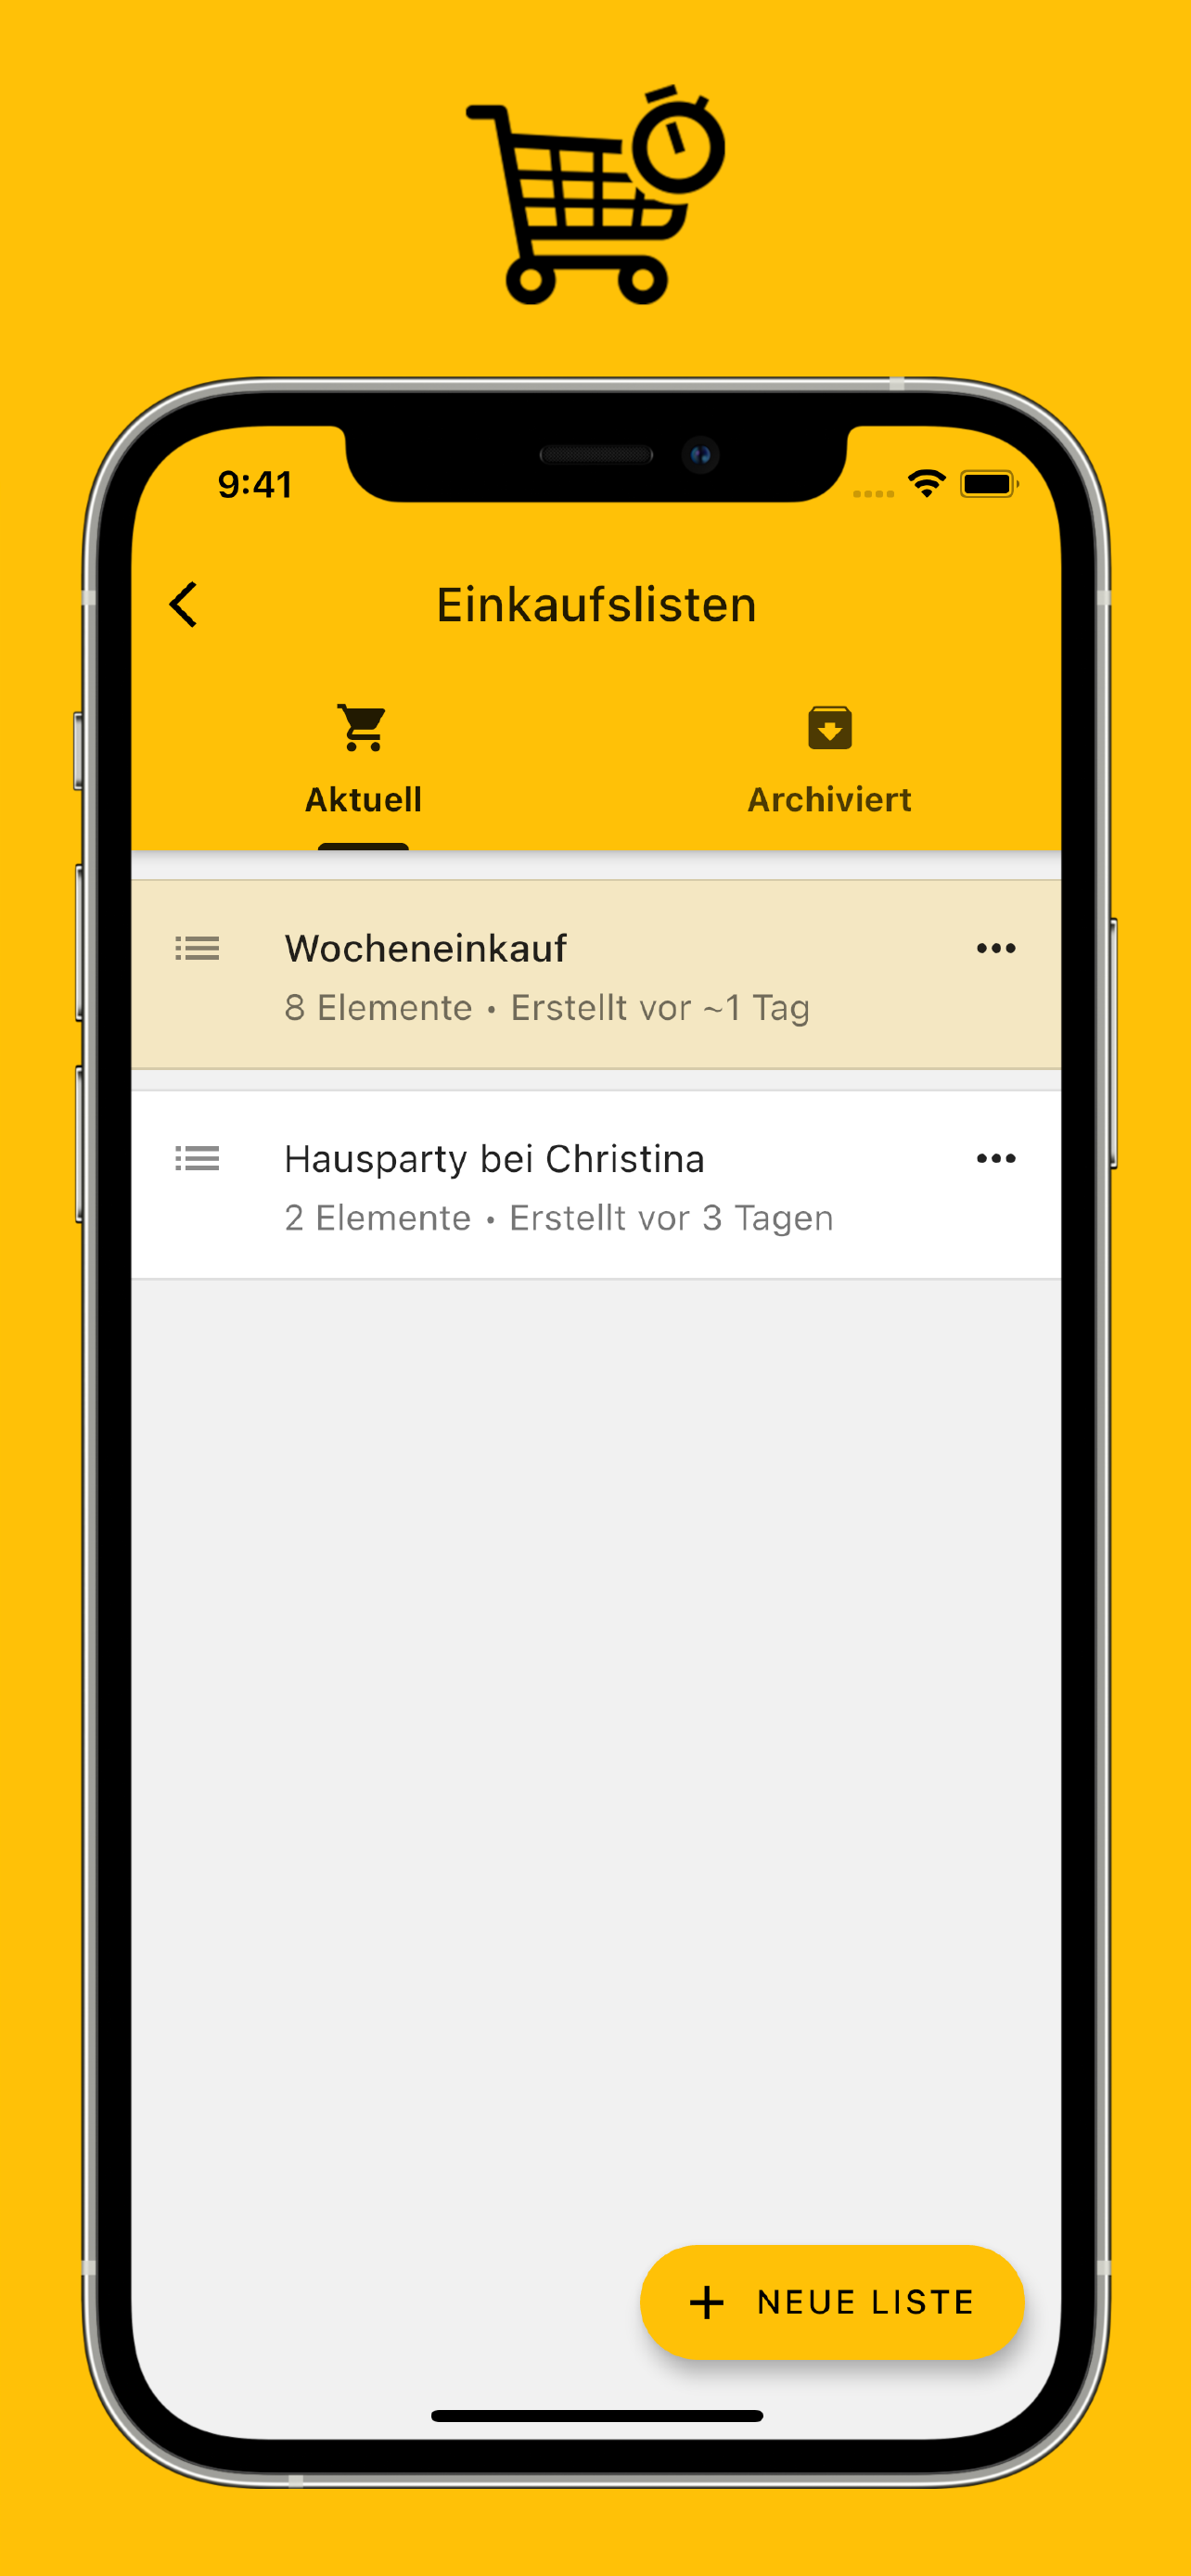 9:41
Einkaufslisten
Aktuell
Archiviert
Wocheneinkauf
8 Elemente • Erstellt vor ~1 Tag
Hausparty bei Christina
2 Elemente • Erstellt vor 3 Tagen
+ NEUE LISTE